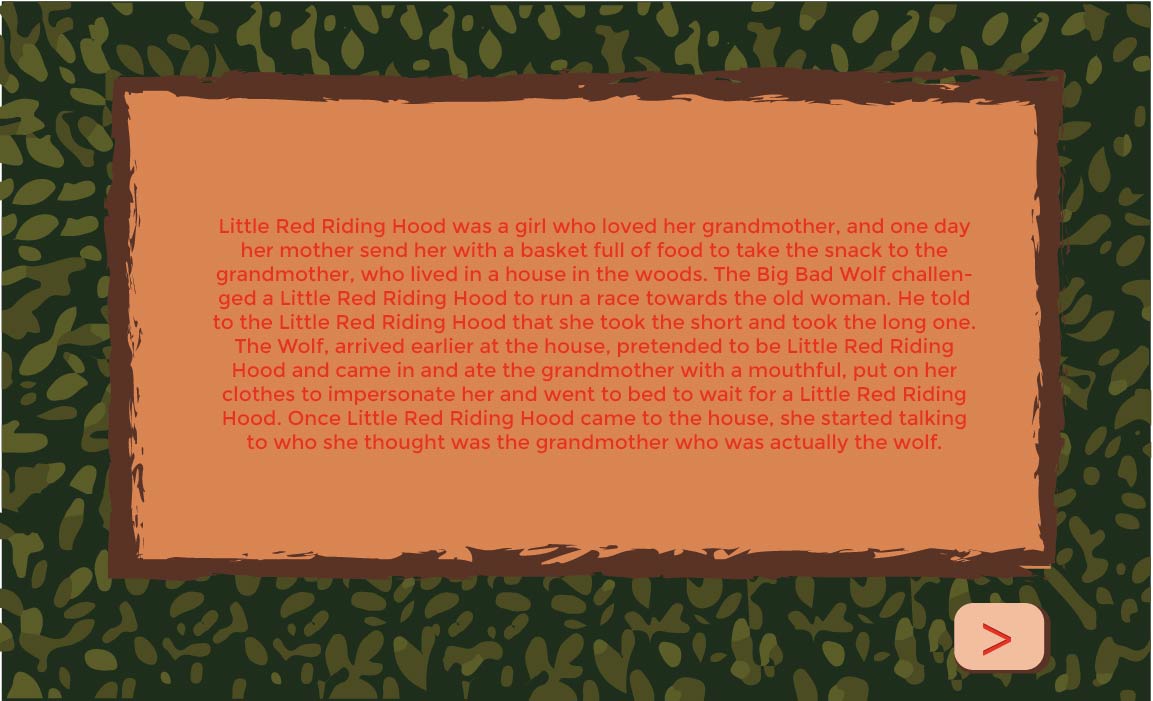 Little Red Riding Hood was a girl who loved her grandmother, and one day
her mother send her with a basket full of food to take the snack to the
grandmother, who lived in a house in the woods. The Big Bad Wolf challen-
ged a Little Red Riding Hood to run a race towards the old woman. He told
to the Little Red Riding Hood that she took the short and took the long one.
The Wolf, arrived earlier at the house, pretended to be Little Red Riding
Hood and came in and ate the grandmother with a mouthful, put on her
clothes to impersonate her and went to bed to wait for a Little Red Riding
Hood. Once Little Red Riding Hood came to the house, she started talking
to who she thought was the grandmother who was actually the wolf.
>